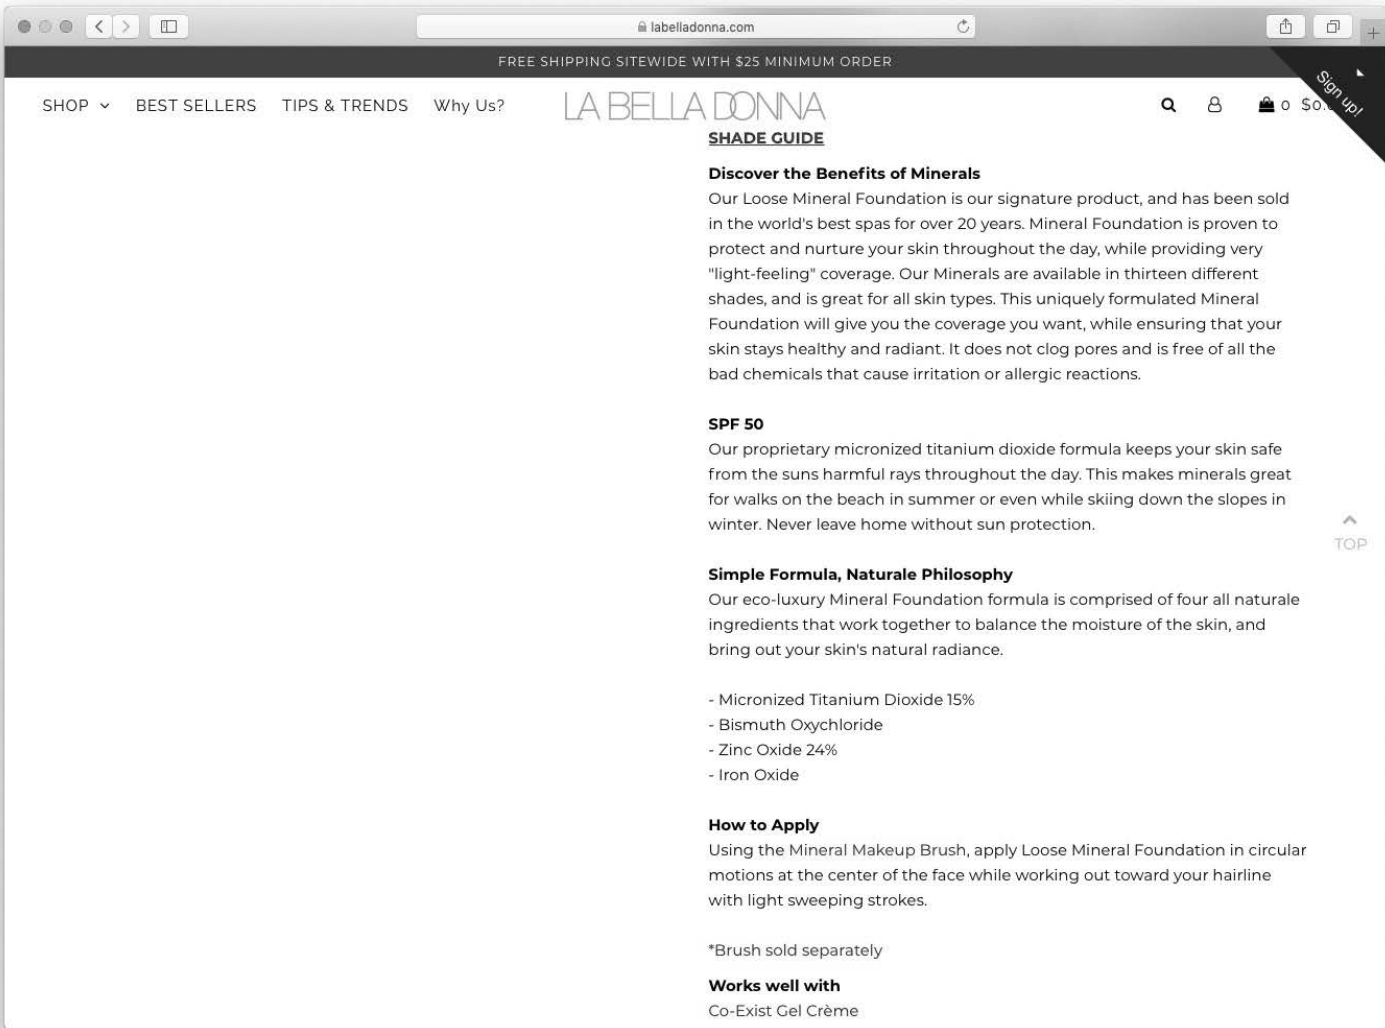 labelladonna.com
FREE SHIPPING SITEWIDE WITH $25 MINIMUM ORDER
Sign up!
SHOP BEST SELLERS TIPS & TRENDS Why Us? LA BELLA DONNA 0 $0.
SHADE GUIDE
Discover the Benefits of Minerals
Our Loose Mineral Foundation is our signature product, and has been sold
in the world's best spas for over 20 years. Mineral Foundation is proven to
protect and nurture your skin throughout the day, while providing very
"light-feeling" coverage. Our Minerals are available in thirteen different
shades, and is great for all skin types. This uniquely formulated Mineral
Foundation will give you the coverage you want, while ensuring that your
skin stays healthy and radiant. It does not clog pores and is free of all the
bad chemicals that cause irritation or allergic reactions.
SPF 50
Our proprietary micronized titanium dioxide formula keeps your skin safe
from the suns harmful rays throughout the day. This makes minerals great
for walks on the beach in summer or even while skiing down the slopes in
winter. Never leave home without sun protection.
TOP
Simple Formula, Naturale Philosophy
Our eco-luxury Mineral Foundation formula is comprised of four all naturale
ingredients that work together to balance the moisture of the skin, and
bring out your skin's natural radiance.
- Micronized Titanium Dioxide 15%
- Bismuth Oxychloride
- Zinc Oxide 24%
- Iron Oxide
How to Apply
Using the Mineral Makeup Brush, apply Loose Mineral Foundation in circular
motions at the center of the face while working out toward your hairline
with light sweeping strokes.
*Brush sold separately
Works well with
Co-Exist Gel Crème